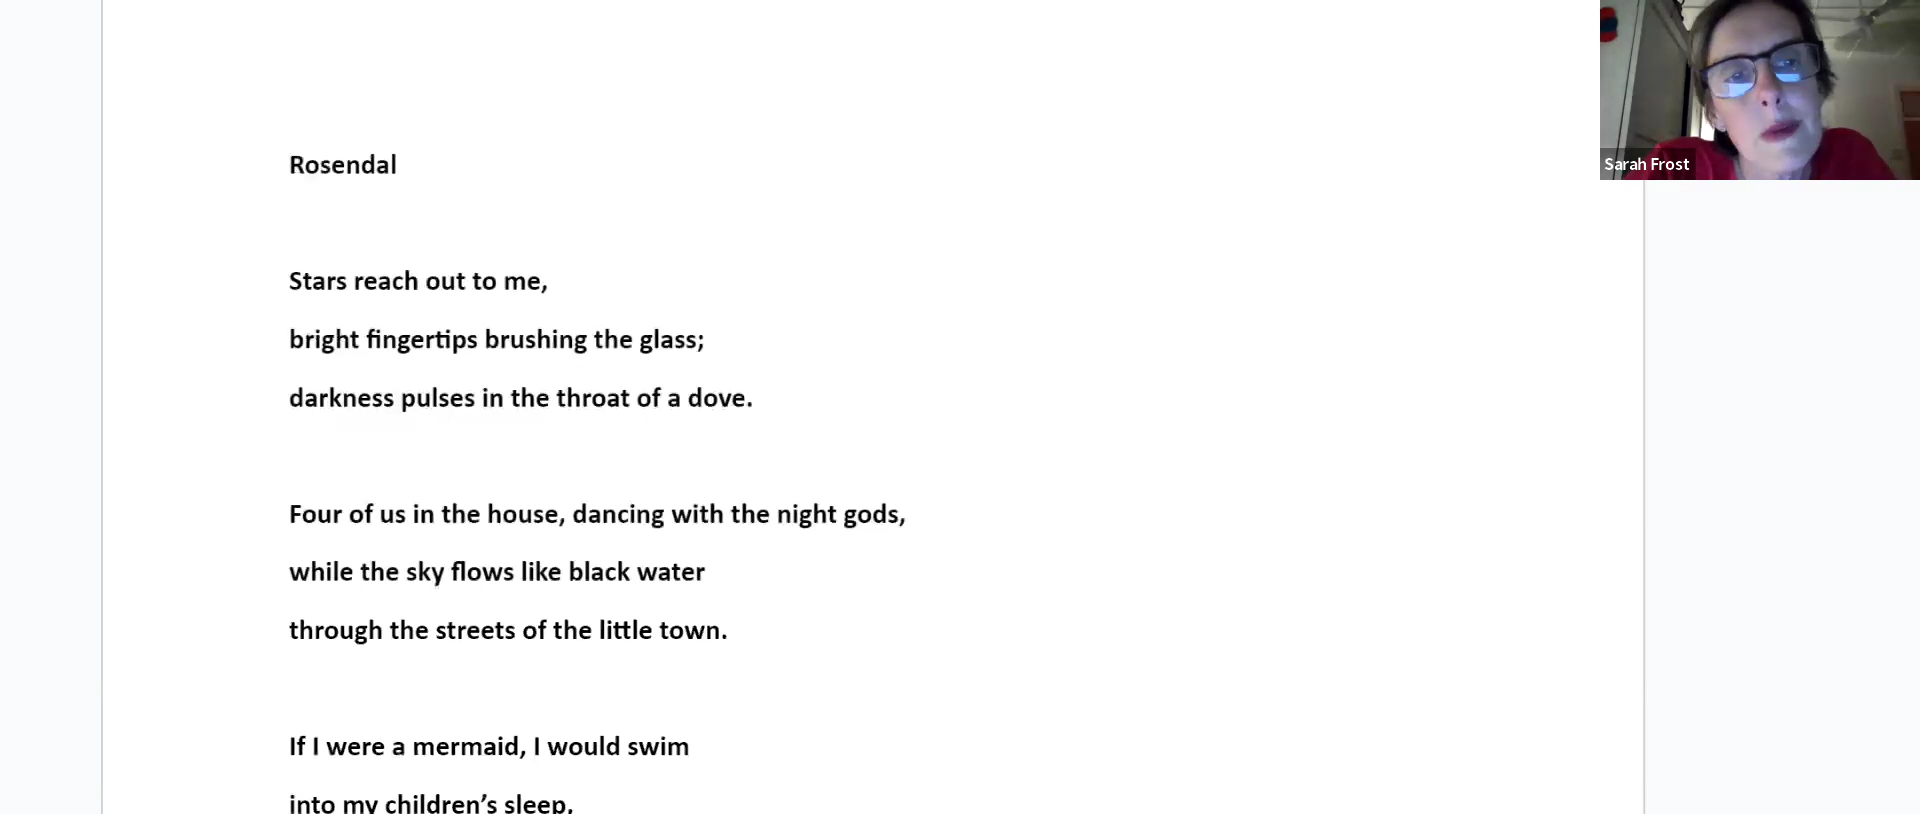 Rosendal
Sarah Frost
Stars reach out to me,
bright fingertips brushing the glass;
darkness pulses in the throat of a dove.
Four of us in the house, dancing with the night gods,
while the sky flows like black water
through the streets of the little town.
If I were a mermaid, I would swim
into my children’s sleep,